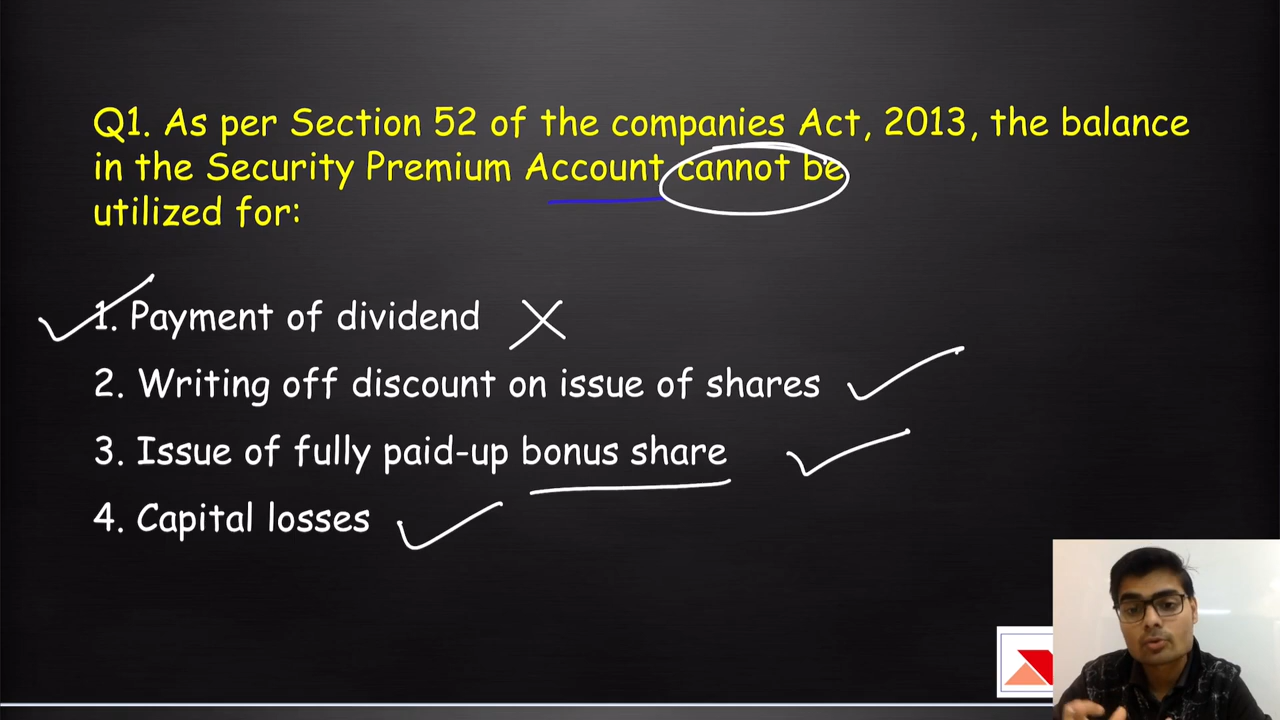 Q1. As per Section 52 of the companies Act, 2013, the balance
in the Security Premium Account cannot be
utilized for:
1. Payment of dividend
2. Writing off discount on issue of shares
3. Issue of fully paid-up bonus share
4. Capital losses